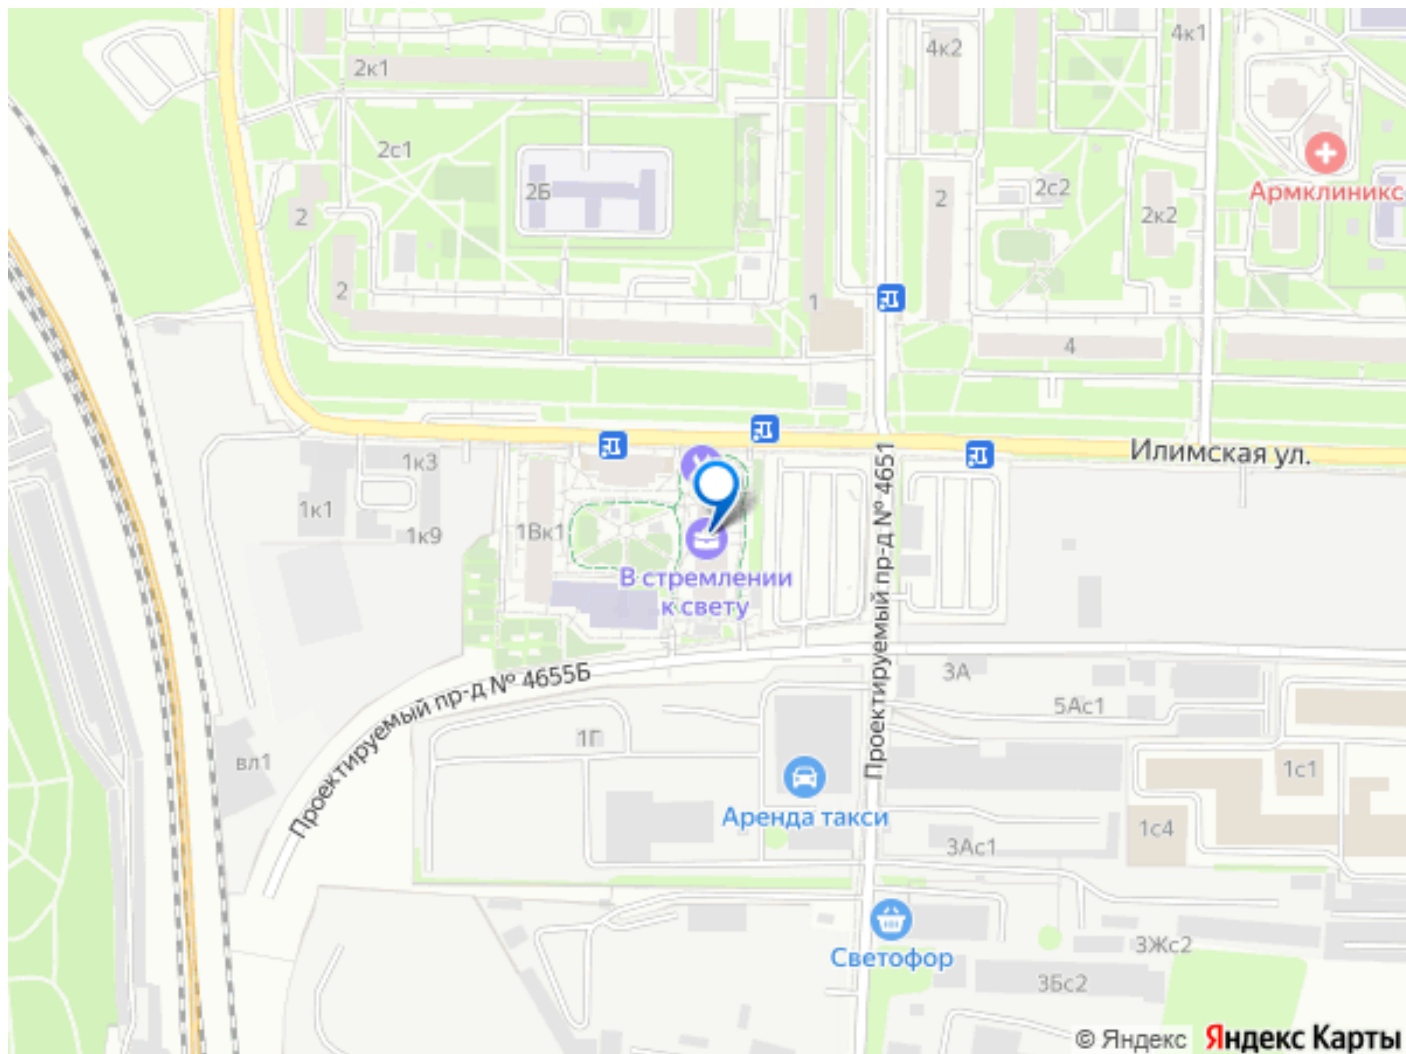 4к1
4к2
2к1
2с1
Армклиникс
2Б
2с2
2
2к2
2
2
1
4
Илимская ул.
1к3
1к1
1Вк1
1к9
В стремлении
к свету
Проектируемый пр-д № 4651
Проектируемый пр-д № 4655Б
3А
5Ас1
1Г
вл1
1с1
Аренда такси
1с4
3Ас1
Светофор
3Жс2
3Бс2
© Яндекс Яндекс Карты